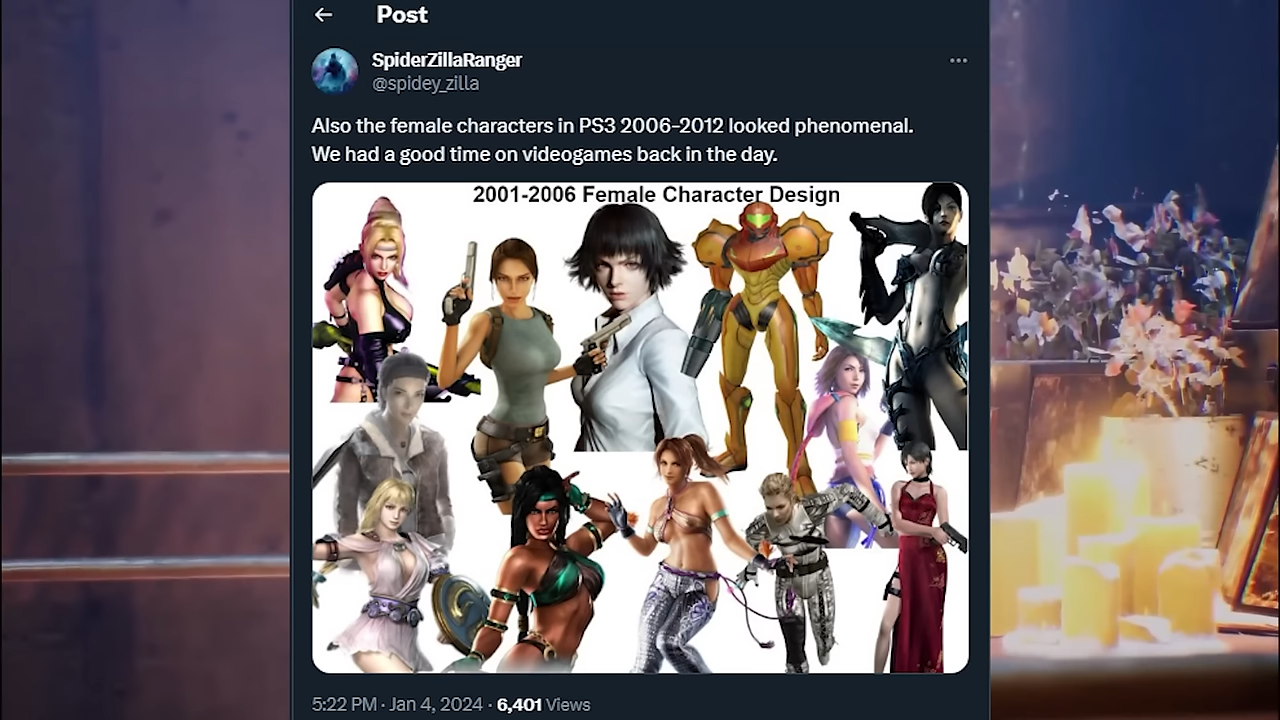 Post
SpiderZillaRanger
@spidey_zilla
Also the female characters in PS3 2006-2012 looked phenomenal.
We had a good time on videogames back in the day.
2001-2006 Female Character Design
5:22 PM · Jan 4, 2024 · 6,401 Views